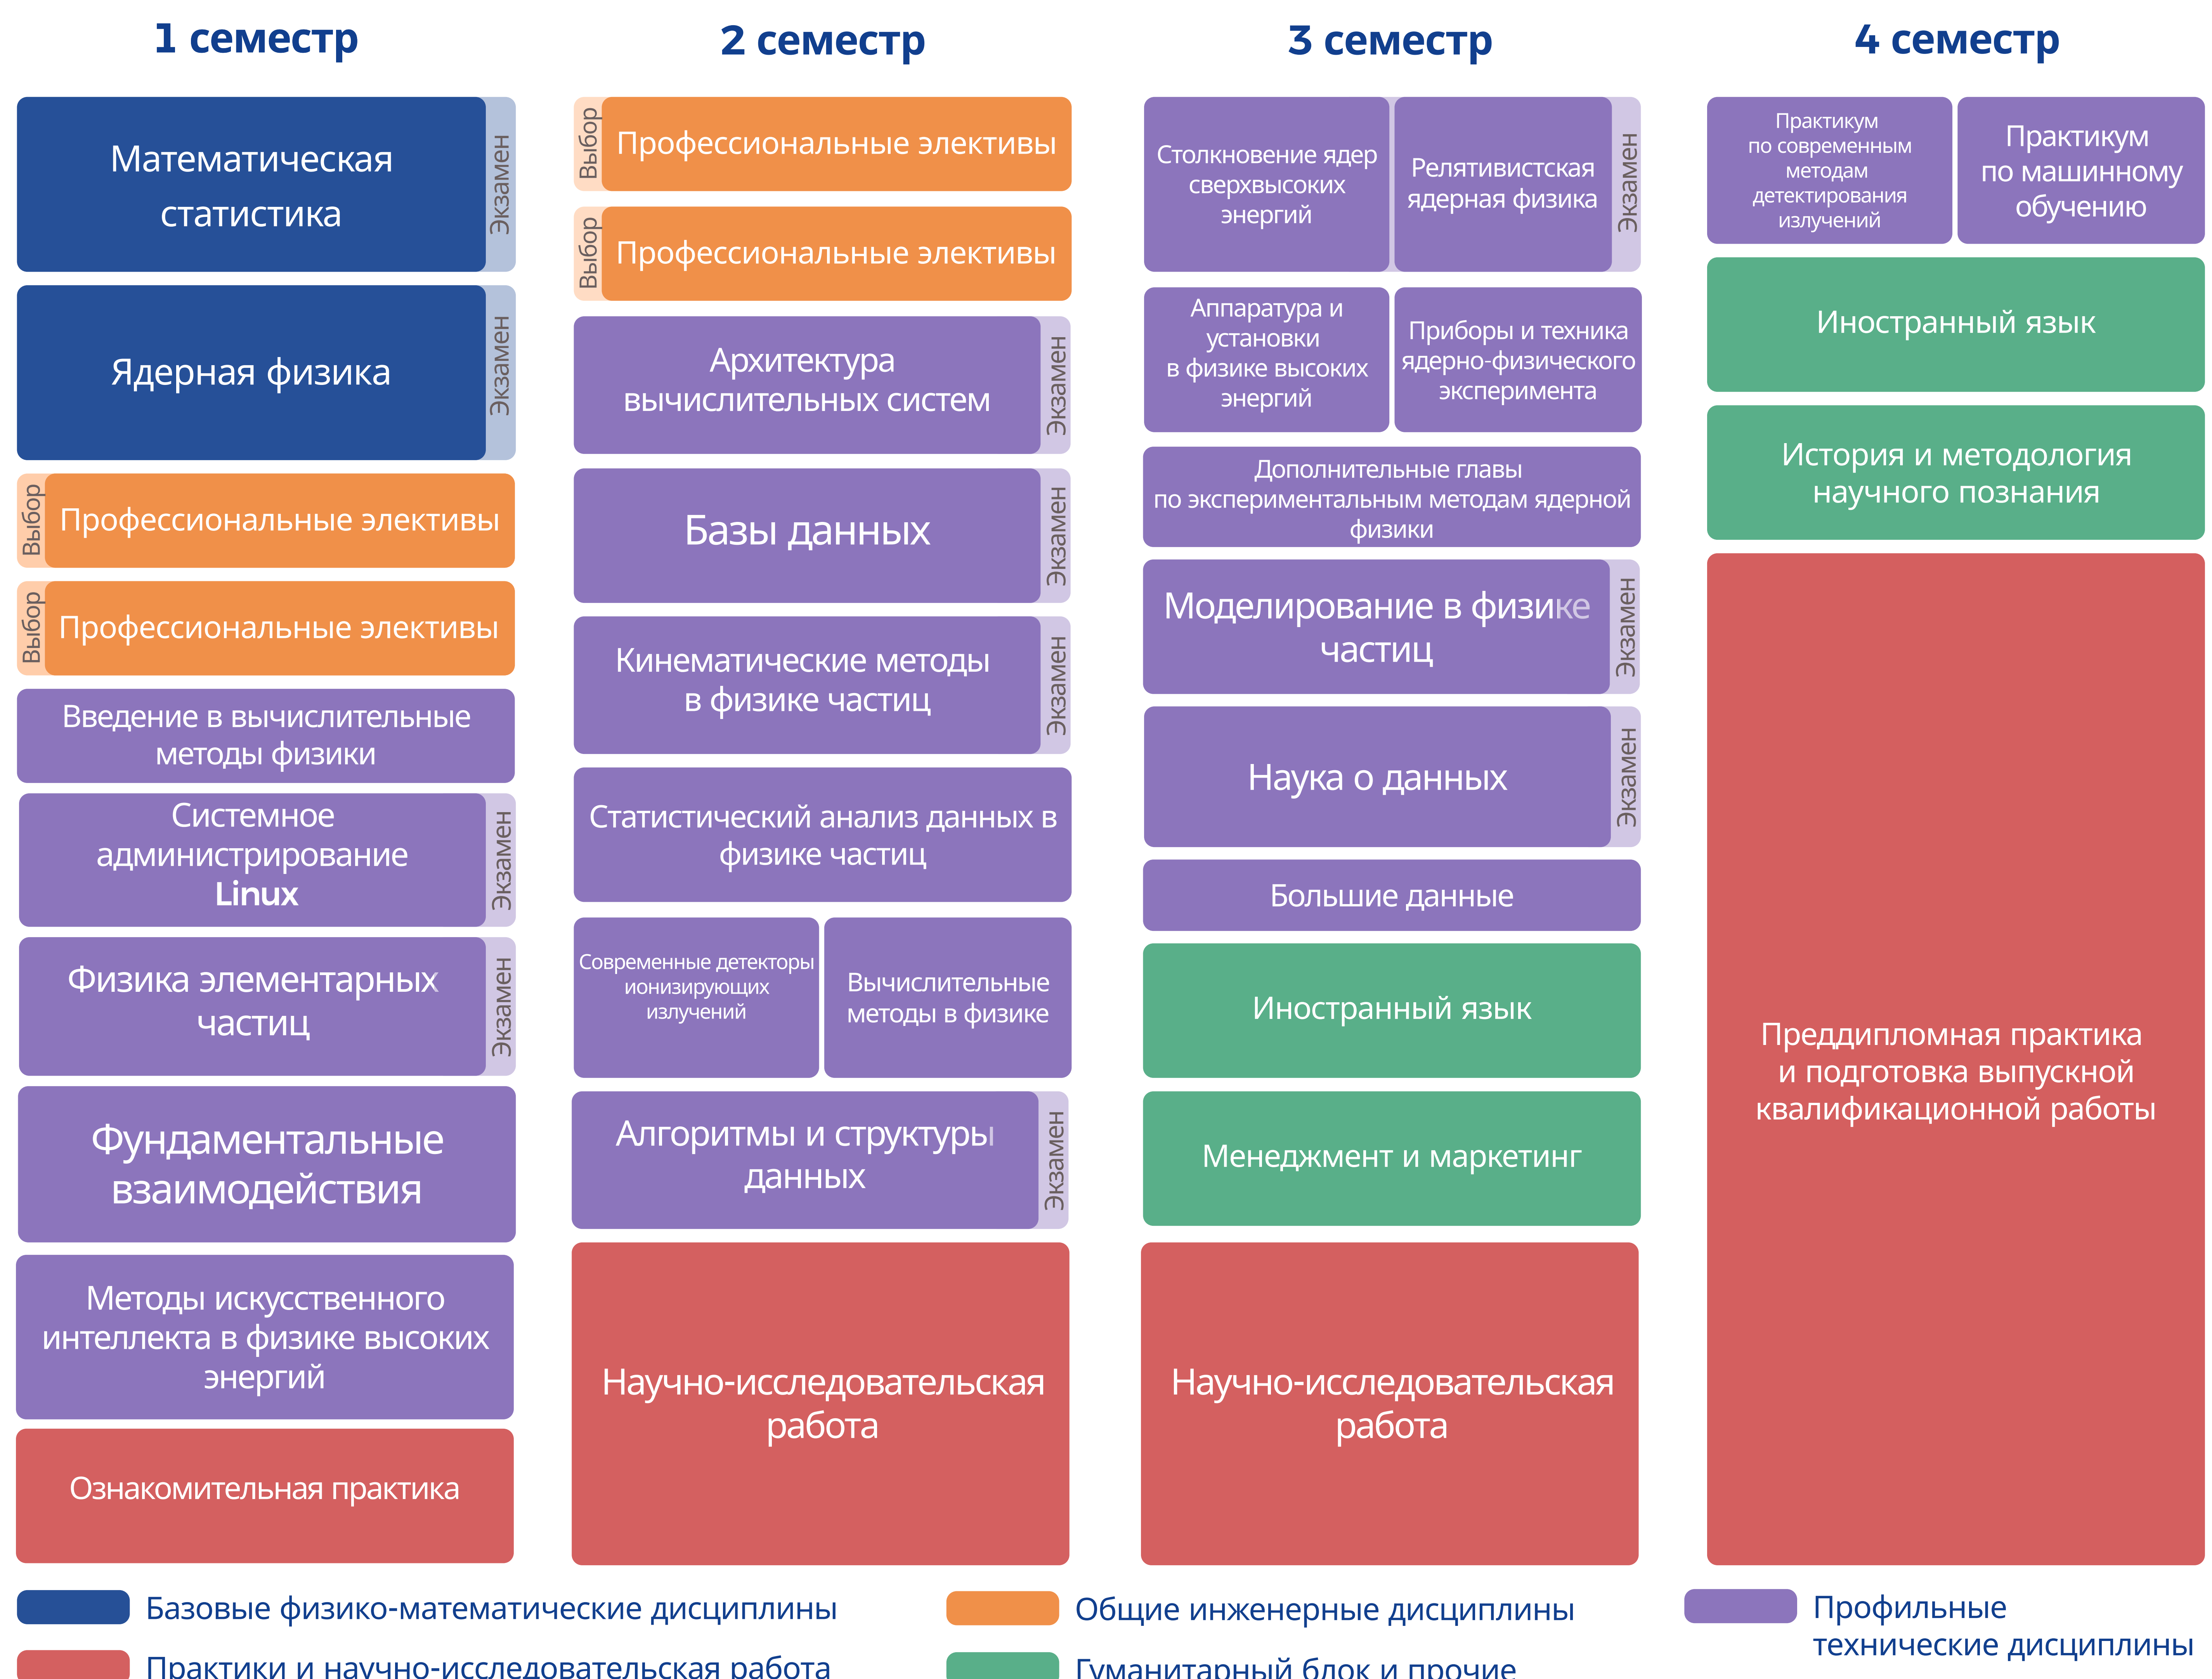 1 семестр
Математическая
статистика
Экзамен
Ядерная физика
Экзамен
Выбор
Профессиональные элективы
Выбор
Профессиональные элективы
Введение в вычислительные
методы физики
Системное
администрирование
Linux
Экзамен
Физика элементарных
частиц
Экзамен
Фундаментальные
взаимодействия
Методы искусственного
интеллекта в физике высоких
энергий
Ознакомительная практика
2 семестр
Выбор
Профессиональные элективы
Выбор
Профессиональные элективы
Архитектура
вычислительных систем
Экзамен
Базы данных
Экзамен
Кинематические методы
в физике частиц
Экзамен
Статистический анализ данных в
физике частиц
Современные детекторы
ионизирующих
излучений
Вычислительные
методы в физике
Алгоритмы и структуры
данных
Экзамен
Научно-исследовательская
работа
3 семестр
Столкновение ядер
сверхвысоких
энергий
Релятивистская
ядерная физика
Экзамен
Аппаратура и
установки
в физике высоких
энергий
Приборы и техника
ядерно-физического
эксперимента
Дополнительные главы
по экспериментальным методам ядерной
физики
Моделирование в физике
частиц
Экзамен
Наука о данных
Экзамен
Большие данные
Иностранный язык
Менеджмент и маркетинг
Научно-исследовательская
работа
4 семестр
Практикум
по современным
методам
детектирования
излучений
Практикум
по машинному
обучению
Иностранный язык
История и методология
научного познания
Преддипломная практика
и подготовка выпускной
квалификационной работы
Базовые физико-математические дисциплины
Общие инженерные дисциплины
Профильные
технические дисциплины
Практики и научно-исследовательская работа
Гуманитарный блок и прочие